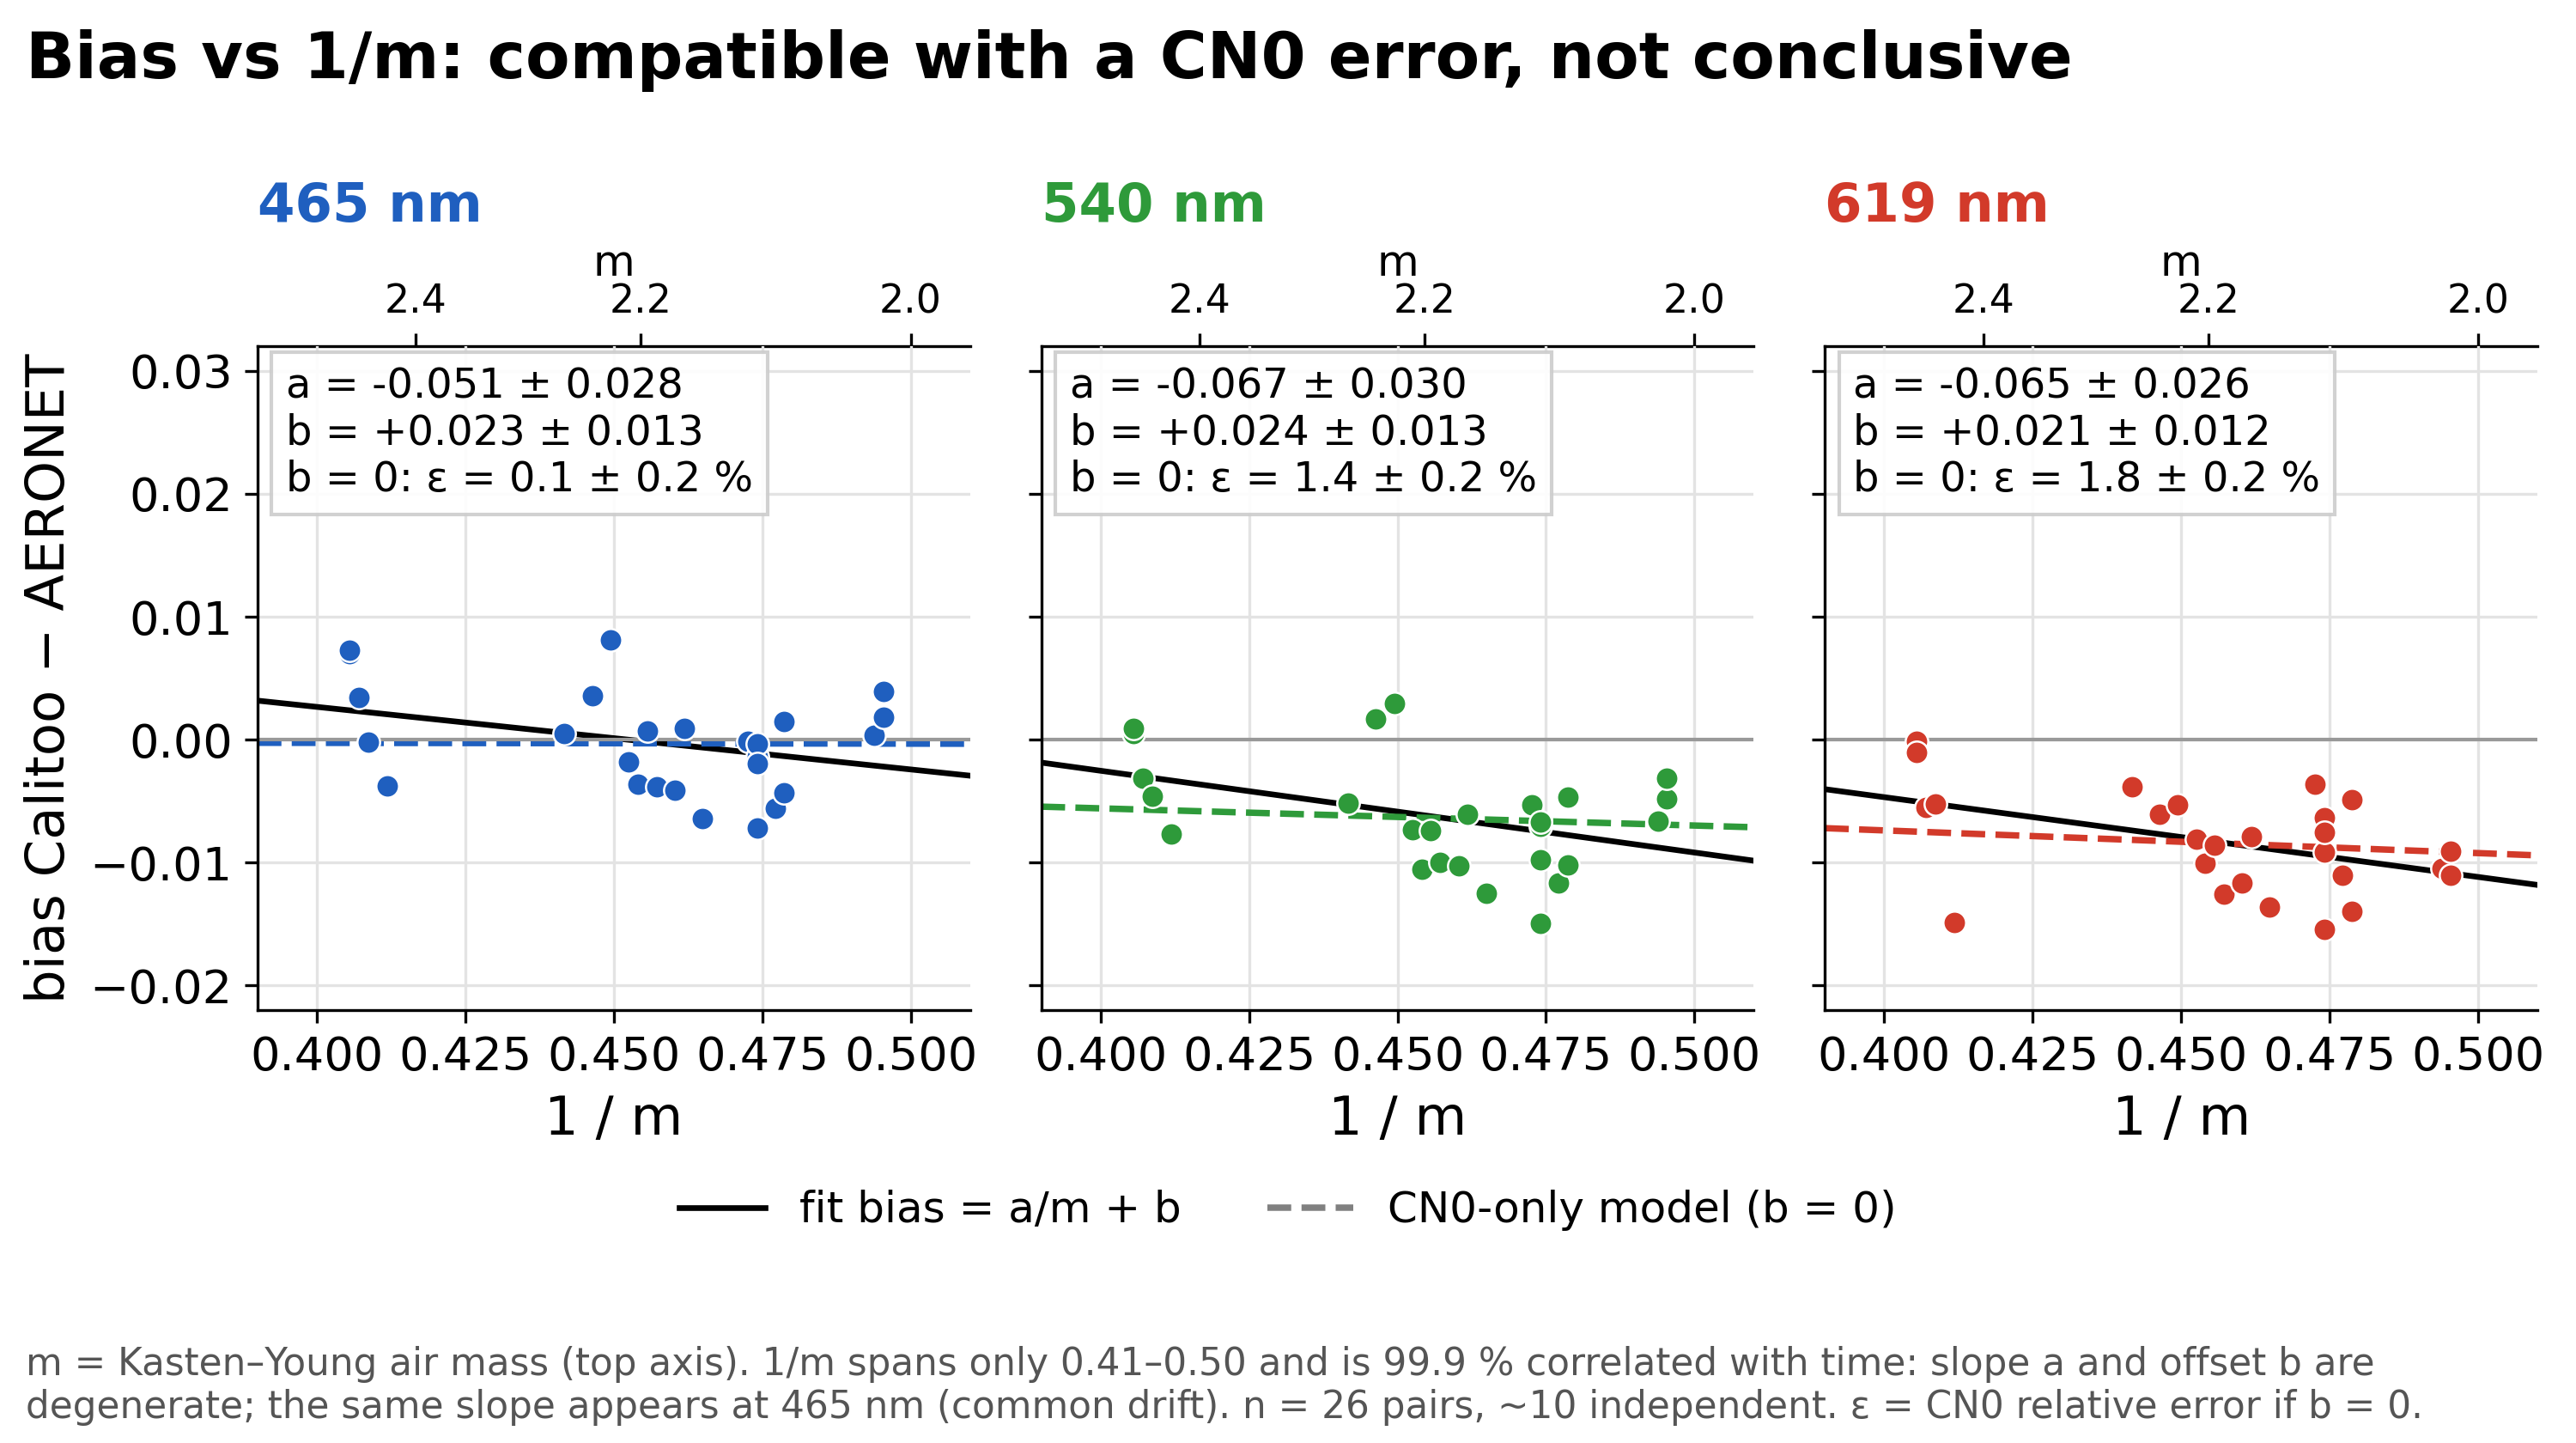 Bias vs 1/m: compatible with a CN0 error, not conclusive
465 nm
540 nm
619 nm
m
m
m
2.4 2.2 2.0
2.4 2.2 2.0
2.4 2.2 2.0
bias Calitoo − AERONET
0.03
0.02
0.01
0.00
−0.01
−0.02
a = -0.051 ± 0.028
b = +0.023 ± 0.013
b = 0: ε = 0.1 ± 0.2 %
a = -0.067 ± 0.030
b = +0.024 ± 0.013
b = 0: ε = 1.4 ± 0.2 %
a = -0.065 ± 0.026
b = +0.021 ± 0.012
b = 0: ε = 1.8 ± 0.2 %
0.400 0.425 0.450 0.475 0.500
0.400 0.425 0.450 0.475 0.500
0.400 0.425 0.450 0.475 0.500
1 / m
1 / m
1 / m
fit bias = a/m + b
CN0-only model (b = 0)
m = Kasten–Young air mass (top axis). 1/m spans only 0.41–0.50 and is 99.9 % correlated with time: slope a and offset b are
degenerate; the same slope appears at 465 nm (common drift). n = 26 pairs, ~10 independent. ε = CN0 relative error if b = 0.